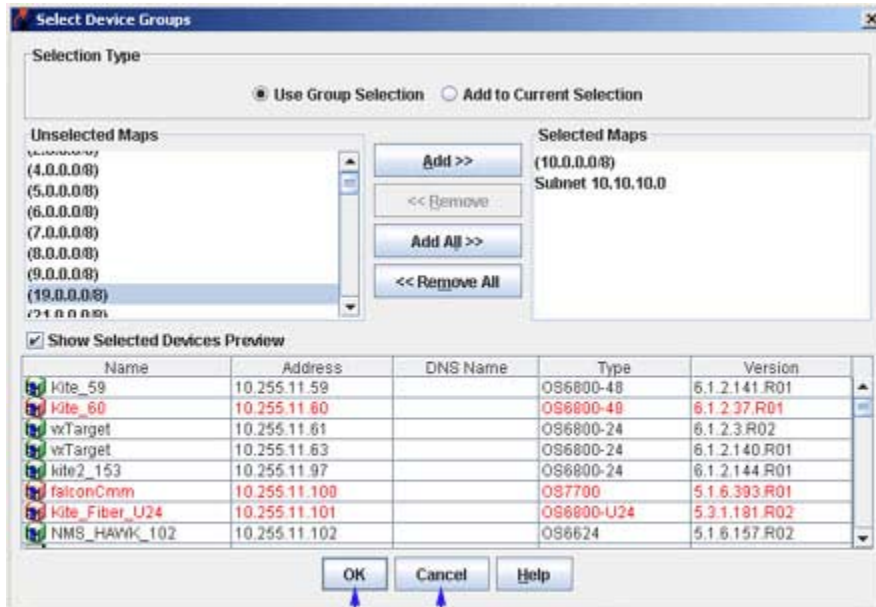 Select Device Groups
Selection Type
Use Group Selection Add to Current Selection
Unselected Maps
(4.0.0.0/8)
(5.0.0.0/8)
(6.0.0.0/8)
(7.0.0.0/8)
(8.0.0.0/8)
(9.0.0.0/8)
(19.0.0.0/8)
(21.0.0.0/8)
Add >>
<< Remove
Add All >>
<< Remove All
Selected Maps
(10.0.0.0/8)
Subnet 10.10.10.0
Show Selected Devices Preview
Name Address DNS Name Type Version
Kite_59 10.255.11.59 OS6800-48 6.1.2.141.R01
Kite_60 10.255.11.60 OS6800-48 6.1.2.37.R01
vxTarget 10.255.11.61 OS6800-24 6.1.2.3.R02
vxTarget 10.255.11.63 OS6800-24 6.1.2.140.R01
kite2_153 10.255.11.97 OS6800-24 6.1.2.144.R01
falconCmm 10.255.11.100 OS7700 5.1.6.393.R01
Kite_Fiber_U24 10.255.11.101 OS6800-U24 5.3.1.181.R02
NMS_HAWK_102 10.255.11.102 OS6624 5.1.6.157.R02
OK Cancel Help